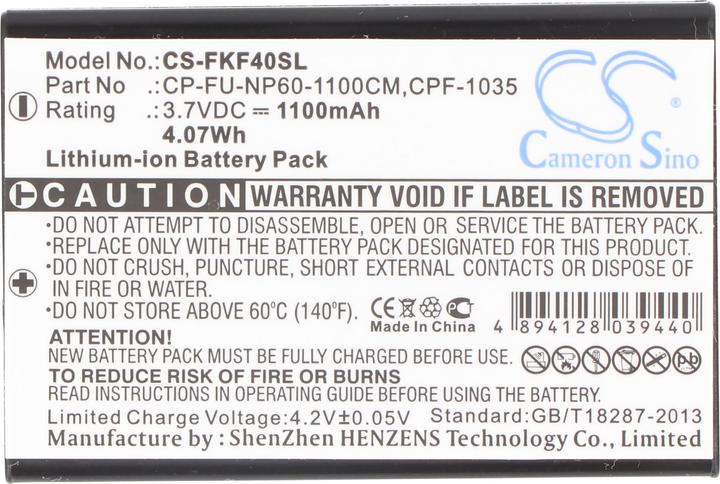 Model No.:CS-FKF40SL
Part No :CP-FU-NP60-1100CM,CPF-1035
Rating :3.7VDC ⎓ 1100mAh
4.07Wh
Lithium-ion Battery Pack
CS
Cameron Sino
CAUTION WARRANTY VOID IF LABEL IS REMOVED
•DO NOT ATTEMPT TO DISASSEMBLE, OPEN OR SERVICE THE BATTERY PACK.
•REPLACE ONLY WITH THE BATTERY PACK DESIGNATED FOR YOUR PRODUCT.
•DO NOT CRUSH, PUNCTURE, SHORT EXTERNAL CONTACTS OR DISPOSE OF
IN FIRE OR WATER.
•DO NOT STORE ABOVE 60°C (140°F).
CE
PCT
Made In China
4 894128 039440
ATTENTION!
NEW BATTERY PACK MUST BE FULLY CHARGED BEFORE USE
TO REDUCE RISK OF FIRE OR BURNS
READ INSTRUCTIONS IN OPERATING GUIDE BEFORE USING BATTERY
Pb
Limited Charge Voltage:4.2V±0.05V Standard:GB/T18287-2013
Manufacturer: ShenZhen HENZENS Technology Co., Limited